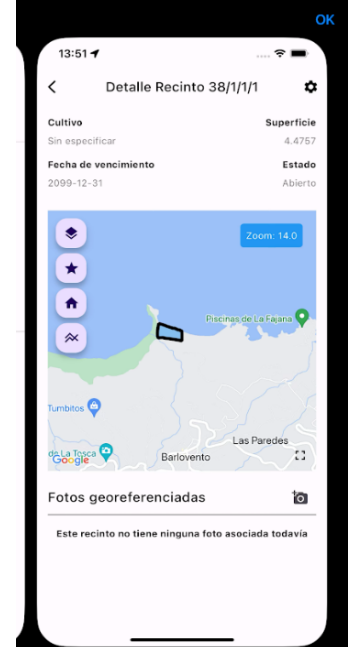 OK
13:51
Detalle Recinto 38/1/1/1
Cultivo Superficie
Sin especificar 4.4757
Fecha de vencimiento Estado
2099-12-31 Abierto
Zoom: 14.0
Piscinas de La Fajana
Tumbitos
Las Paredes
de La Tosca
Google
Barlovento
Fotos georeferenciadas
Este recinto no tiene ninguna foto asociada todavía